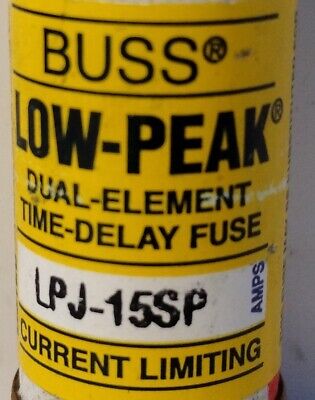 BUSS®
LOW-PEAK®
DUAL-ELEMENT
TIME-DELAY FUSE
LPJ-15SP
AMPS
CURRENT LIMITING